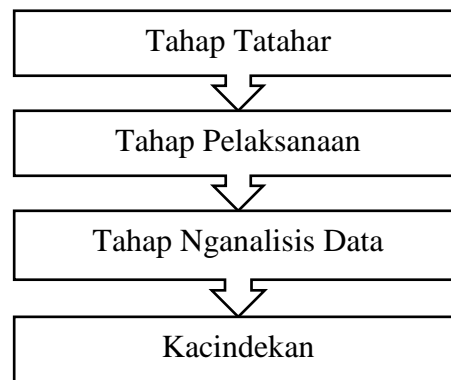 Tahap Tatahar
Tahap Pelaksanaan
Tahap Nganalisis Data
Kacindekan